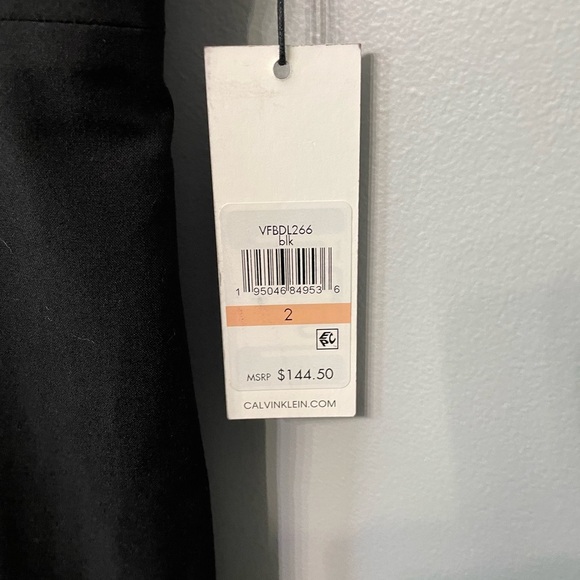 VFBDL266
blk
1 95046 84953 6
2
MSRP $144.50
CALVINKLEIN.COM